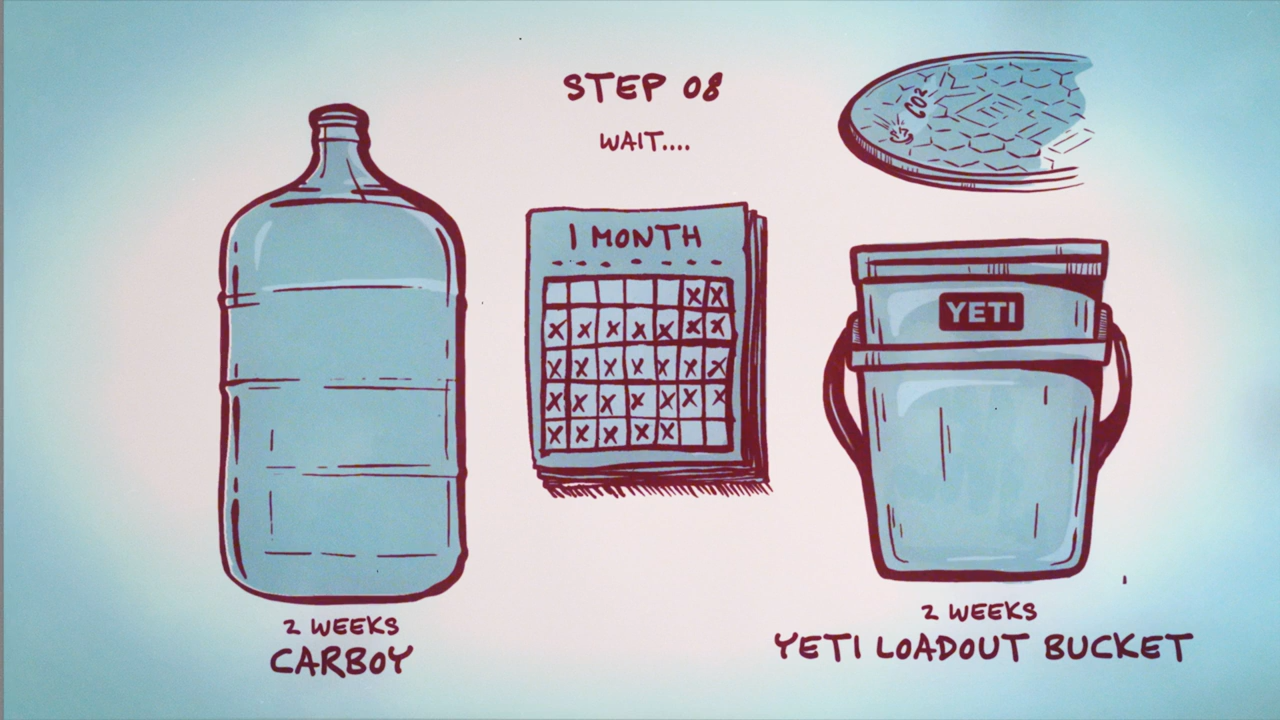 STEP 08
WAIT....
CO2
1 MONTH
X X
X X X X X X X
X X X X X X X
X X X X X X X
X X X X X
YETI
2 WEEKS
CARBOY
2 WEEKS
YETI LOADOUT BUCKET